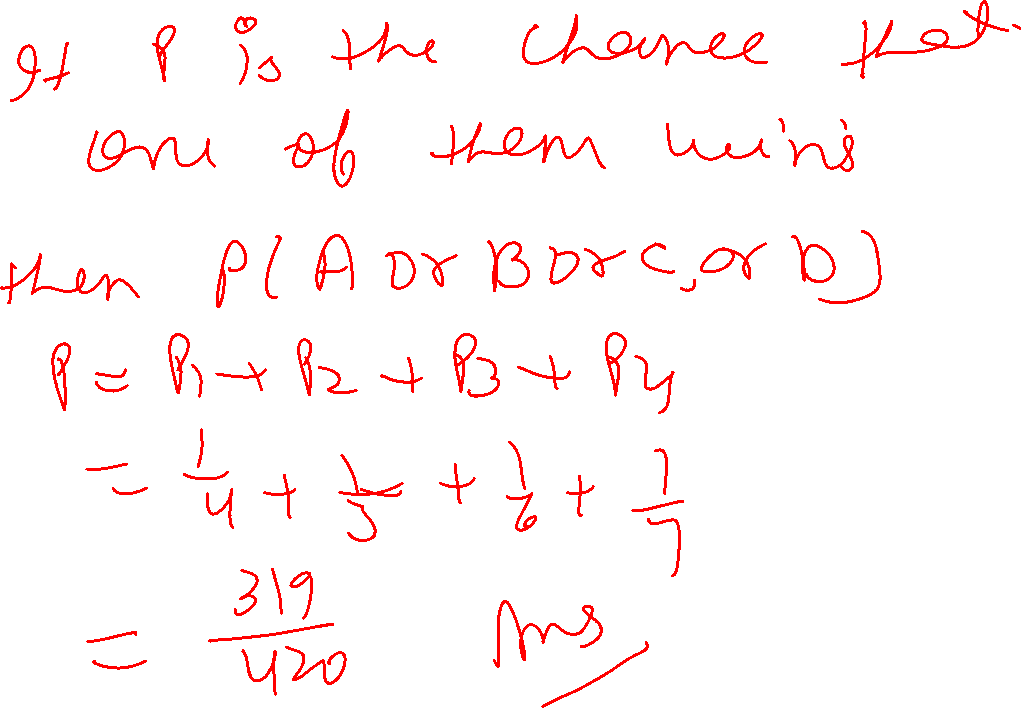 If P is the chance that
one of them wins
then P( A or B or C, or D)
P = P1 + P2 + P3 + P4
= 1/4 + 1/5 + 1/6 + 1/7
= 319/420 Ans